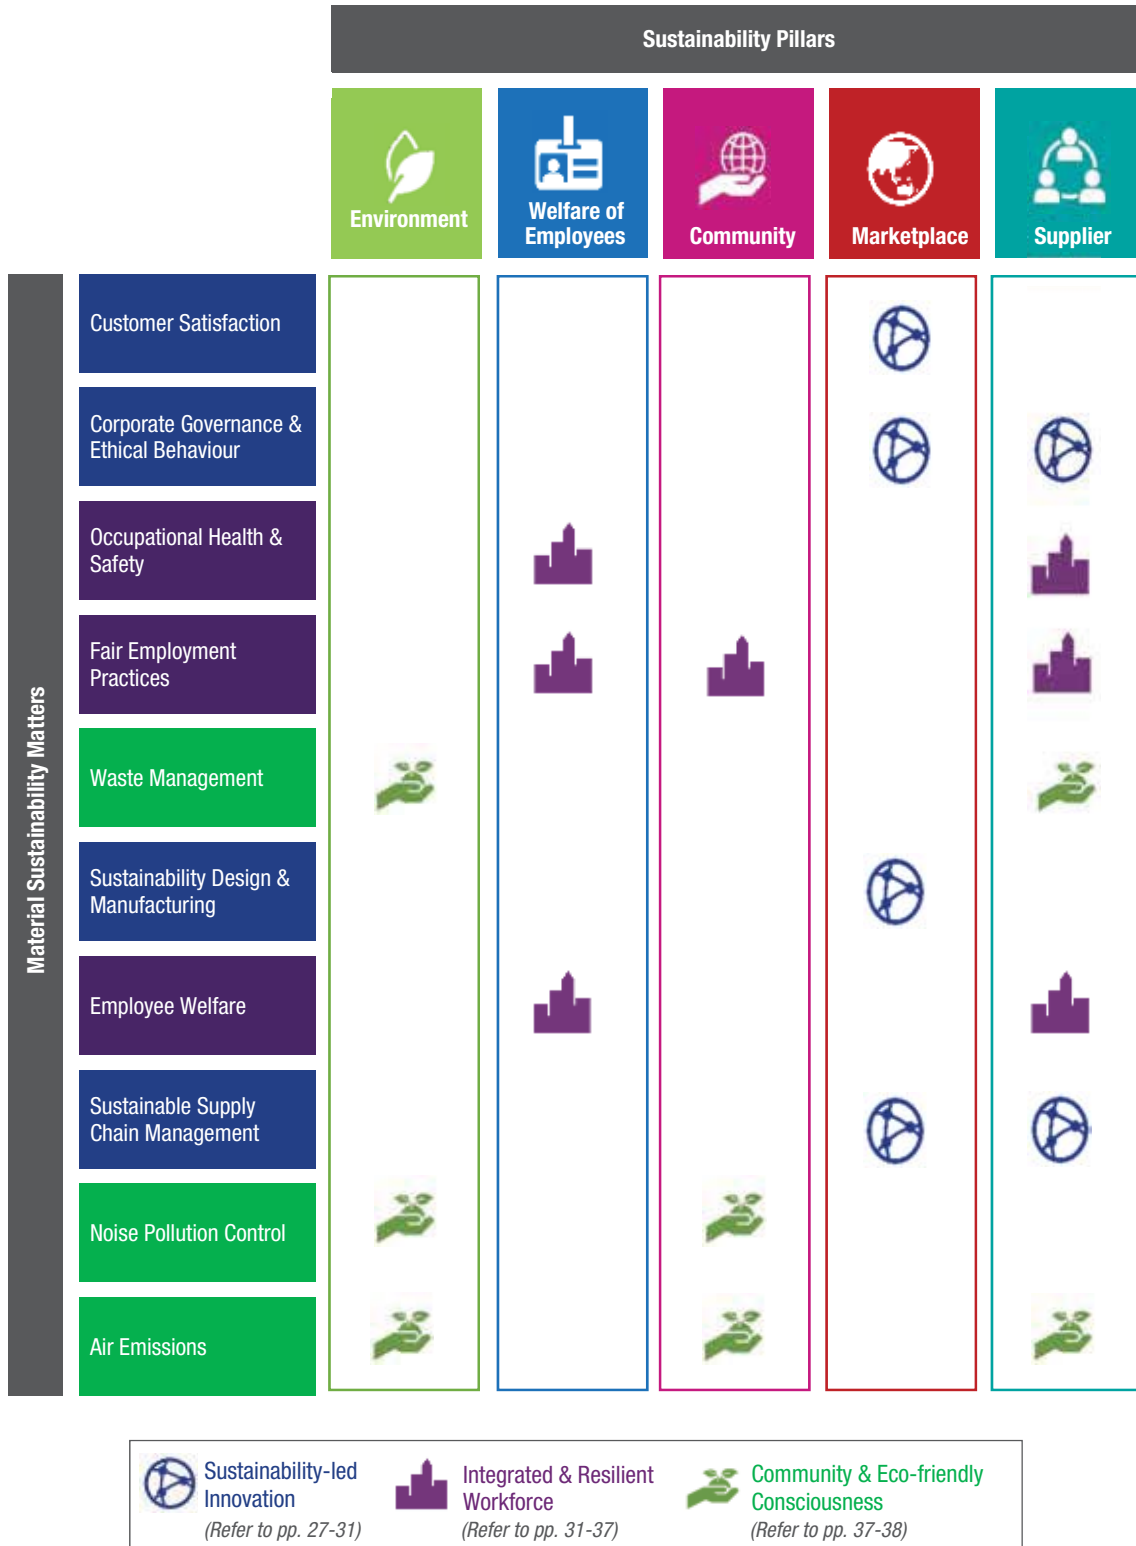 Sustainability Pillars
Environment
Welfare of
Employees
Community
Marketplace
Supplier
Material Sustainability Matters
Customer Satisfaction
Corporate Governance &
Ethical Behaviour
Occupational Health &
Safety
Fair Employment
Practices
Waste Management
Sustainability Design &
Manufacturing
Employee Welfare
Sustainable Supply
Chain Management
Noise Pollution Control
Air Emissions
Sustainability-led
Innovation
(Refer to pp. 27-31)
Integrated & Resilient
Workforce
(Refer to pp. 31-37)
Community & Eco-friendly
Consciousness
(Refer to pp. 37-38)